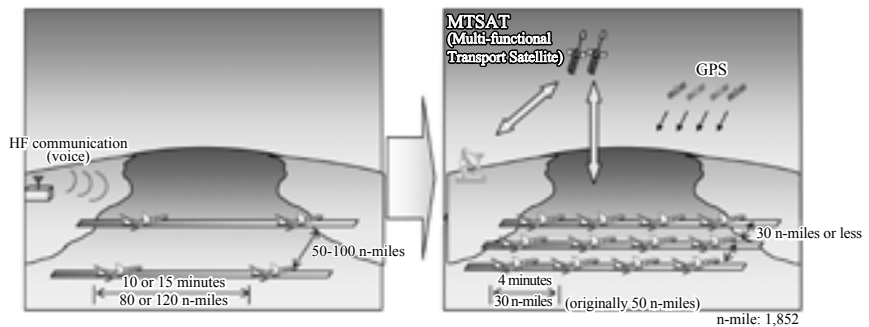 HF communication
(voice)
50-100 n-miles
10 or 15 minutes
80 or 120 n-miles
MTSAT
(Multi-functional
Transport Satellite)
GPS
30 n-miles or less
4 minutes
30 n-miles
(originally 50 n-miles)
n-mile: 1,852